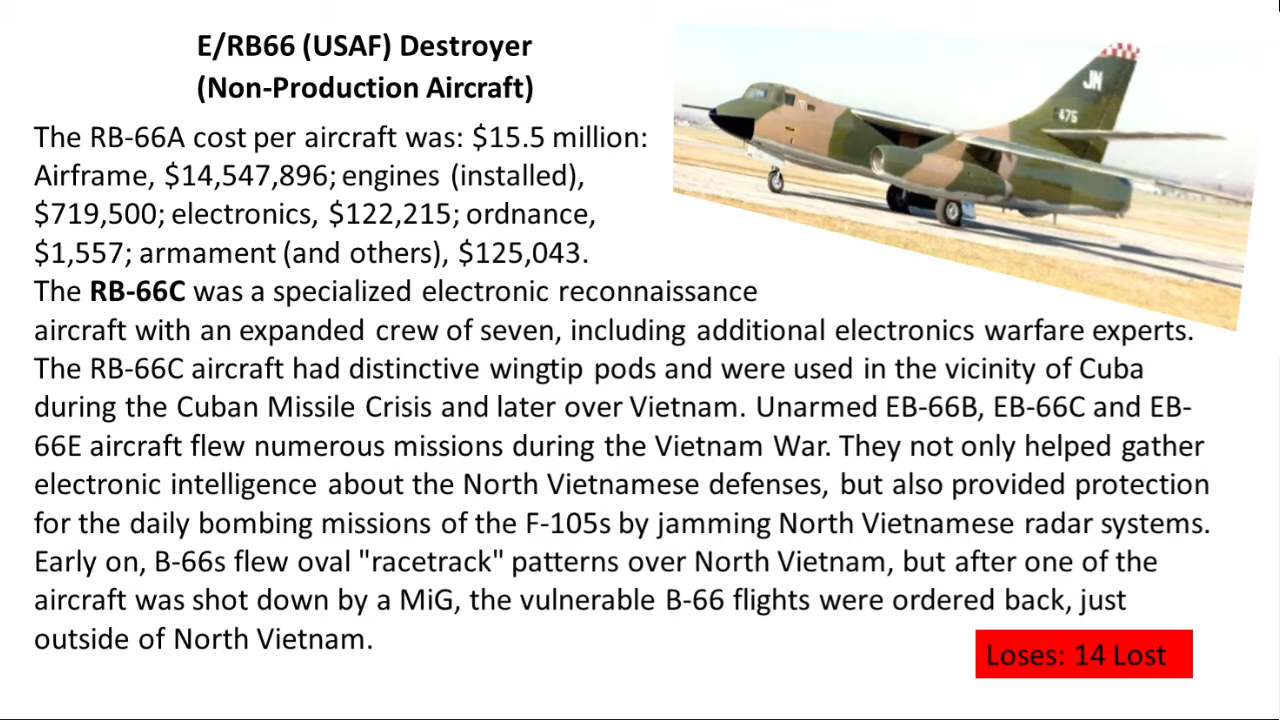 E/RB66 (USAF) Destroyer
(Non-Production Aircraft)
The RB-66A cost per aircraft was: $15.5 million:
Airframe, $14,547,896; engines (installed),
$719,500; electronics, $122,215; ordnance,
$1,557; armament (and others), $125,043.
The RB-66C was a specialized electronic reconnaissance
aircraft with an expanded crew of seven, including additional electronics warfare experts.
The RB-66C aircraft had distinctive wingtip pods and were used in the vicinity of Cuba
during the Cuban Missile Crisis and later over Vietnam. Unarmed EB-66B, EB-66C and EB-
66E aircraft flew numerous missions during the Vietnam War. They not only helped gather
electronic intelligence about the North Vietnamese defenses, but also provided protection
for the daily bombing missions of the F-105s by jamming North Vietnamese radar systems.
Early on, B-66s flew oval "racetrack" patterns over North Vietnam, but after one of the
aircraft was shot down by a MiG, the vulnerable B-66 flights were ordered back, just
outside of North Vietnam.
Loses: 14 Lost
JN
475